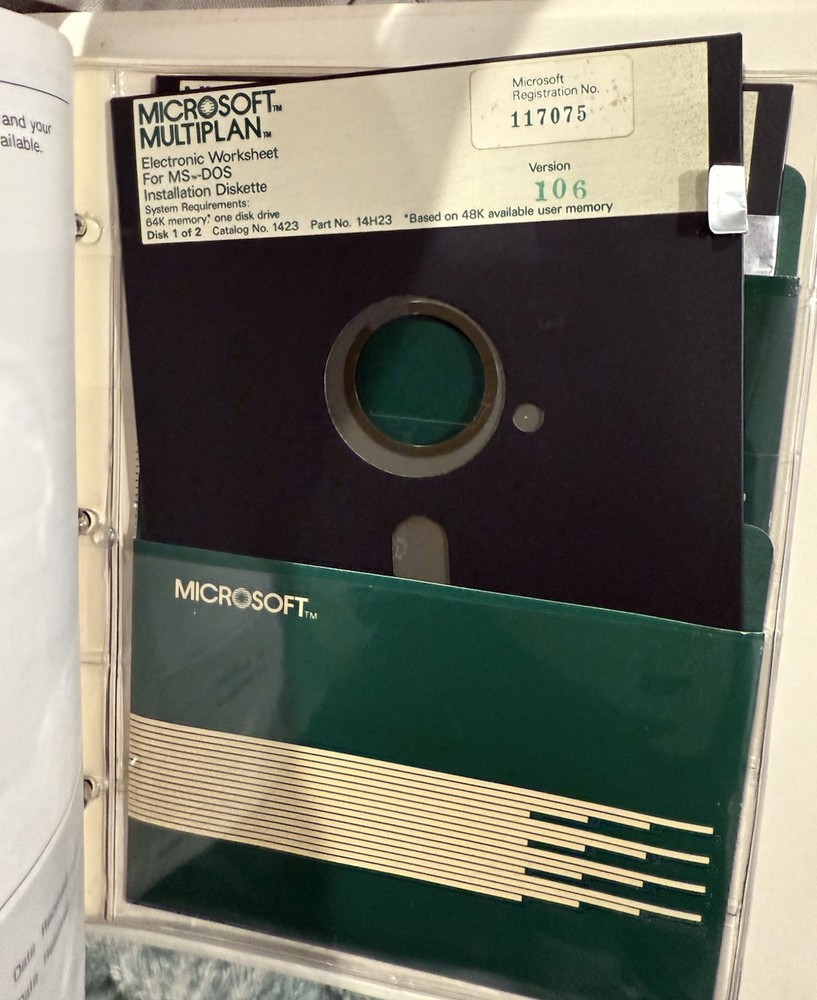 and your
ailable.
MICROSOFT™
MULTIPLAN™
Electronic Worksheet
For MS™-DOS
Installation Diskette
System Requirements:
64K memory,* one disk drive
Disk 1 of 2 Catalog No. 1423 Part No. 14H23 *Based on 48K available user memory
Microsoft
Registration No.
117075
Version
106
MICROSOFT™
Data